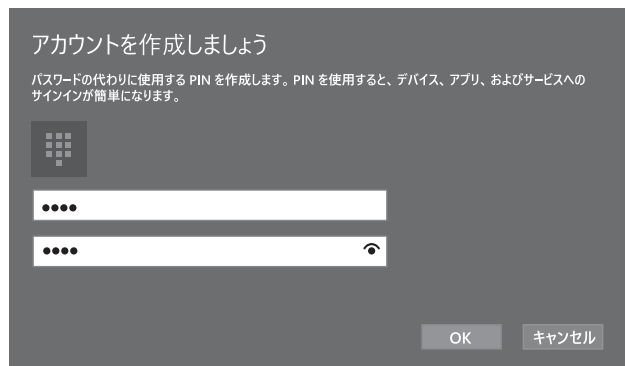 アカウントを作成しましょう
パスワードの代わりに使用する PIN を作成します。PIN を使用すると、デバイス、アプリ、およびサービスへの
サインインが簡単になります。
●●●●
●●●●
OK キャンセル